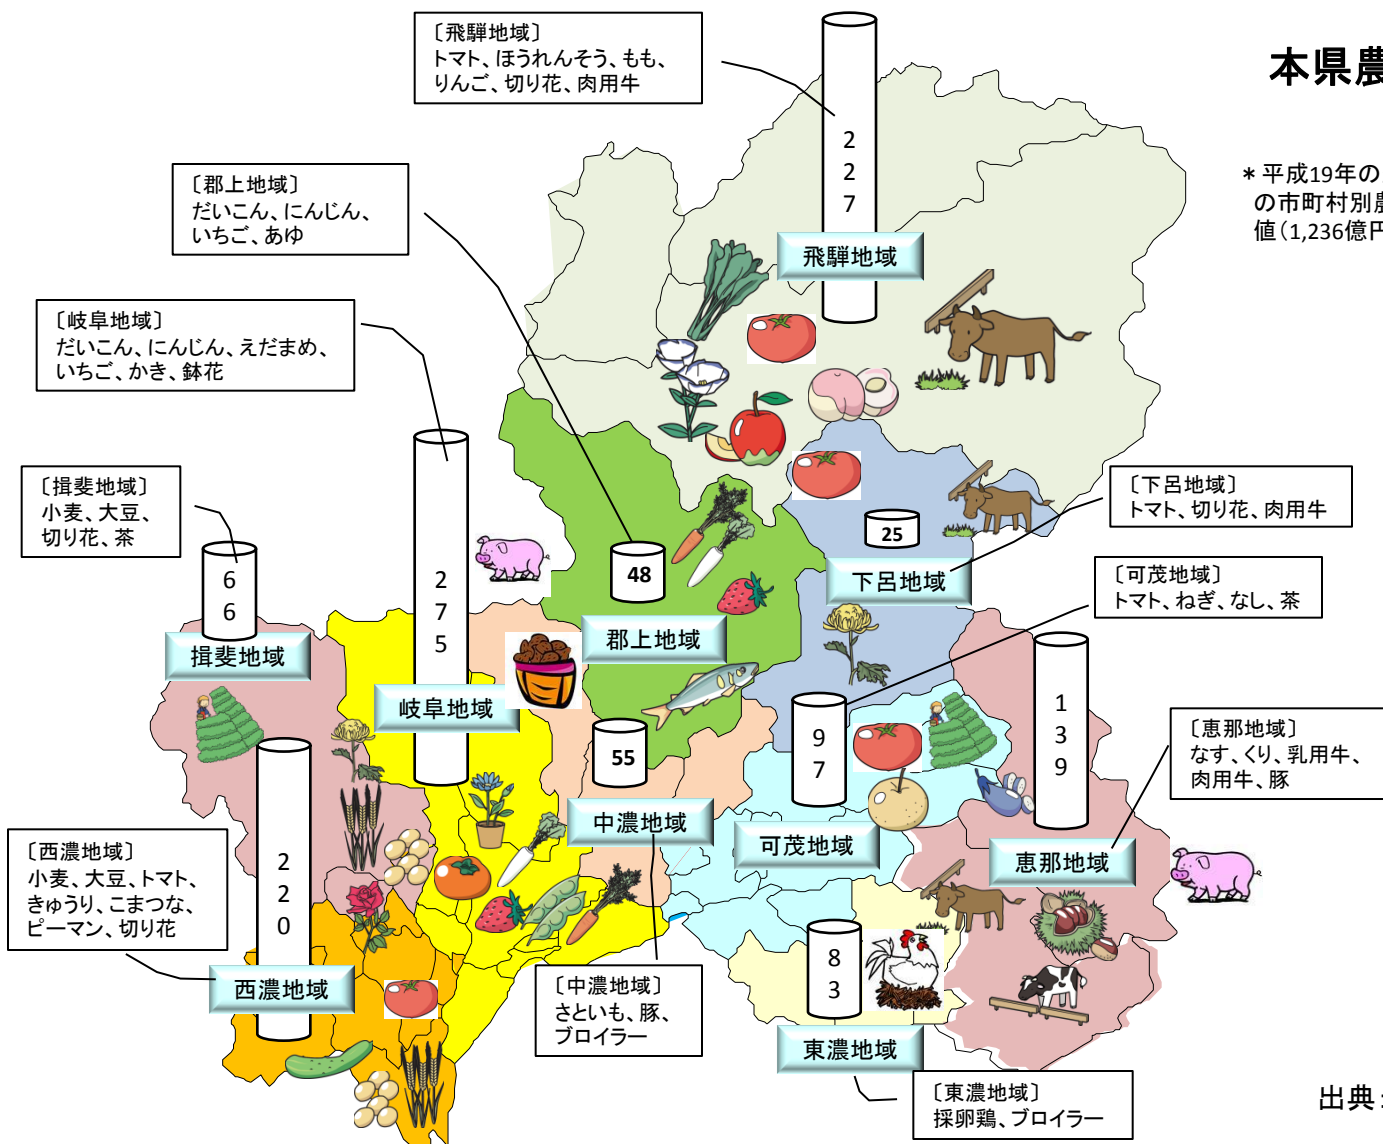 本県農
*平成19年の
の市町村別農
値(1,236億円
〔飛騨地域〕
トマト、ほうれんそう、もも、
りんご、切り花、肉用牛
227
飛騨地域
〔郡上地域〕
だいこん、にんじん、
いちご、あゆ
〔岐阜地域〕
だいこん、にんじん、えだまめ、
いちご、かき、鉢花
〔揖斐地域〕
小麦、大豆、
切り花、茶
66
揖斐地域
275
岐阜地域
48
郡上地域
25
下呂地域
〔下呂地域〕
トマト、切り花、肉用牛
〔可茂地域〕
トマト、ねぎ、なし、茶
97
可茂地域
139
恵那地域
〔恵那地域〕
なす、くり、乳用牛、
肉用牛、豚
55
中濃地域
〔西濃地域〕
小麦、大豆、トマト、
きゅうり、こまつな、
ピーマン、切り花
220
西濃地域
〔中濃地域〕
さといも、豚、
ブロイラー
83
東濃地域
〔東濃地域〕
採卵鶏、ブロイラー
出典: